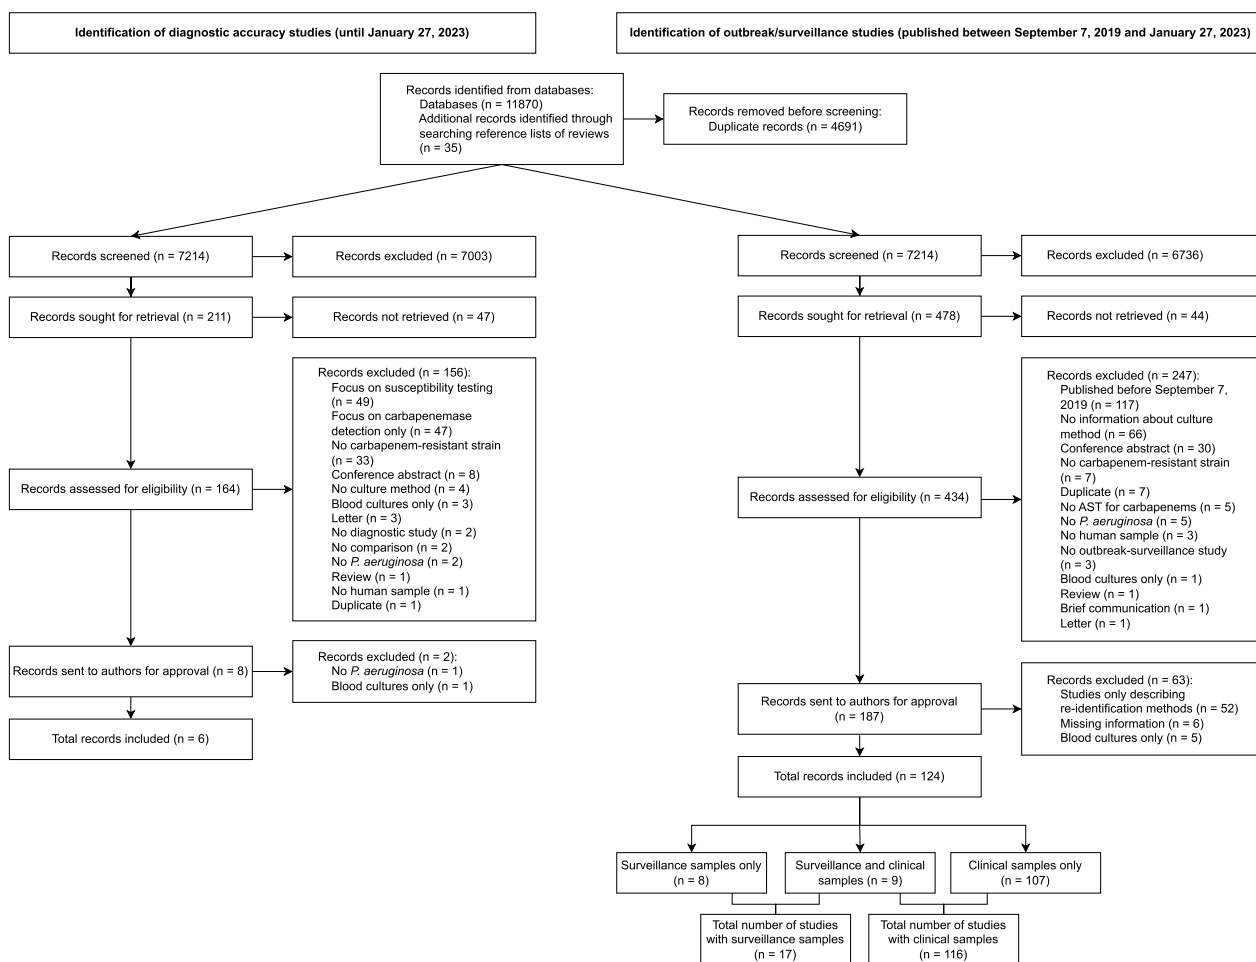 Identification of diagnostic accuracy studies (until January 27, 2023)
Identification of outbreak/surveillance studies (published between September 7, 2019 and January 27, 2023)
Records identified from databases:
Databases (n = 11870)
Additional records identified through
searching reference lists of reviews
(n = 35)
Records removed before screening:
Duplicate records (n = 4691)
Records screened (n = 7214)
Records excluded (n = 7003)
Records sought for retrieval (n = 211)
Records not retrieved (n = 47)
Records assessed for eligibility (n = 164)
Records excluded (n = 156):
Focus on susceptibility testing
(n = 49)
Focus on carbapenemase
detection only (n = 47)
No carbapenem-resistant strain
(n = 33)
Conference abstract (n = 8)
No culture method (n = 4)
Blood cultures only (n = 3)
Letter (n = 3)
No diagnostic study (n = 2)
No comparison (n = 2)
No P. aeruginosa (n = 2)
Review (n = 1)
No human sample (n = 1)
Duplicate (n = 1)
Records sent to authors for approval (n = 8)
Records excluded (n = 2):
No P. aeruginosa (n = 1)
Blood cultures only (n = 1)
Total records included (n = 6)
Records screened (n = 7214)
Records excluded (n = 6736)
Records sought for retrieval (n = 478)
Records not retrieved (n = 44)
Records assessed for eligibility (n = 434)
Records excluded (n = 247):
Published before September 7,
2019 (n = 117)
No information about culture
method (n = 66)
Conference abstract (n = 30)
No carbapenem-resistant strain
(n = 7)
Duplicate (n = 7)
No AST for carbapenems (n = 5)
No P. aeruginosa (n = 5)
No human sample (n = 3)
No outbreak-surveillance study
(n = 3)
Blood cultures only (n = 1)
Review (n = 1)
Brief communication (n = 1)
Letter (n = 1)
Records sent to authors for approval
(n = 187)
Records excluded (n = 63):
Studies only describing
re-identification methods (n = 52)
Missing information (n = 6)
Blood cultures only (n = 5)
Total records included (n = 124)
Surveillance samples only
(n = 8)
Surveillance and clinical
samples (n = 9)
Clinical samples only
(n = 107)
Total number of studies
with surveillance samples
(n = 17)
Total number of studies
with clinical samples
(n = 116)